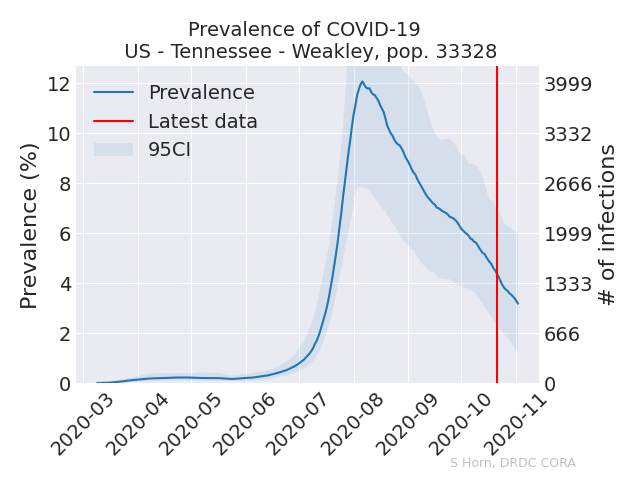 Prevalence of COVID-19
US - Tennessee - Weakley, pop. 33328
Prevalence (%)
12
10
8
6
4
2
0
Prevalence
Latest data
95CI
3999
3332
2666
1999
1333
666
0
# of infections
2020-03
2020-04
2020-05
2020-06
2020-07
2020-08
2020-09
2020-10
2020-11
S Horn, DRDC CORA